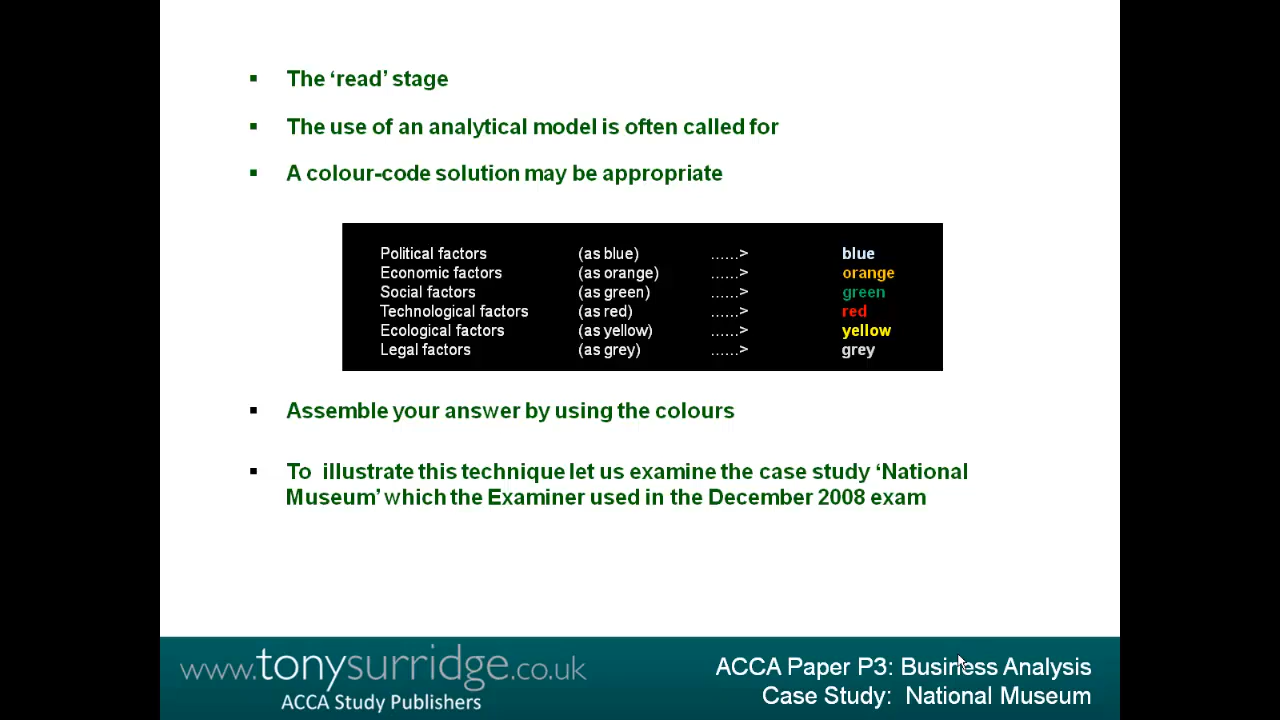 ▪ The ‘read’ stage
▪ The use of an analytical model is often called for
▪ A colour-code solution may be appropriate
Political factors (as blue) ......> blue
Economic factors (as orange) ......> orange
Social factors (as green) ......> green
Technological factors (as red) ......> red
Ecological factors (as yellow) ......> yellow
Legal factors (as grey) ......> grey
▪ Assemble your answer by using the colours
▪ To illustrate this technique let us examine the case study ‘National
Museum’ which the Examiner used in the December 2008 exam
www.tonysurridge.co.uk
ACCA Study Publishers
ACCA Paper P3: Business Analysis
Case Study: National Museum